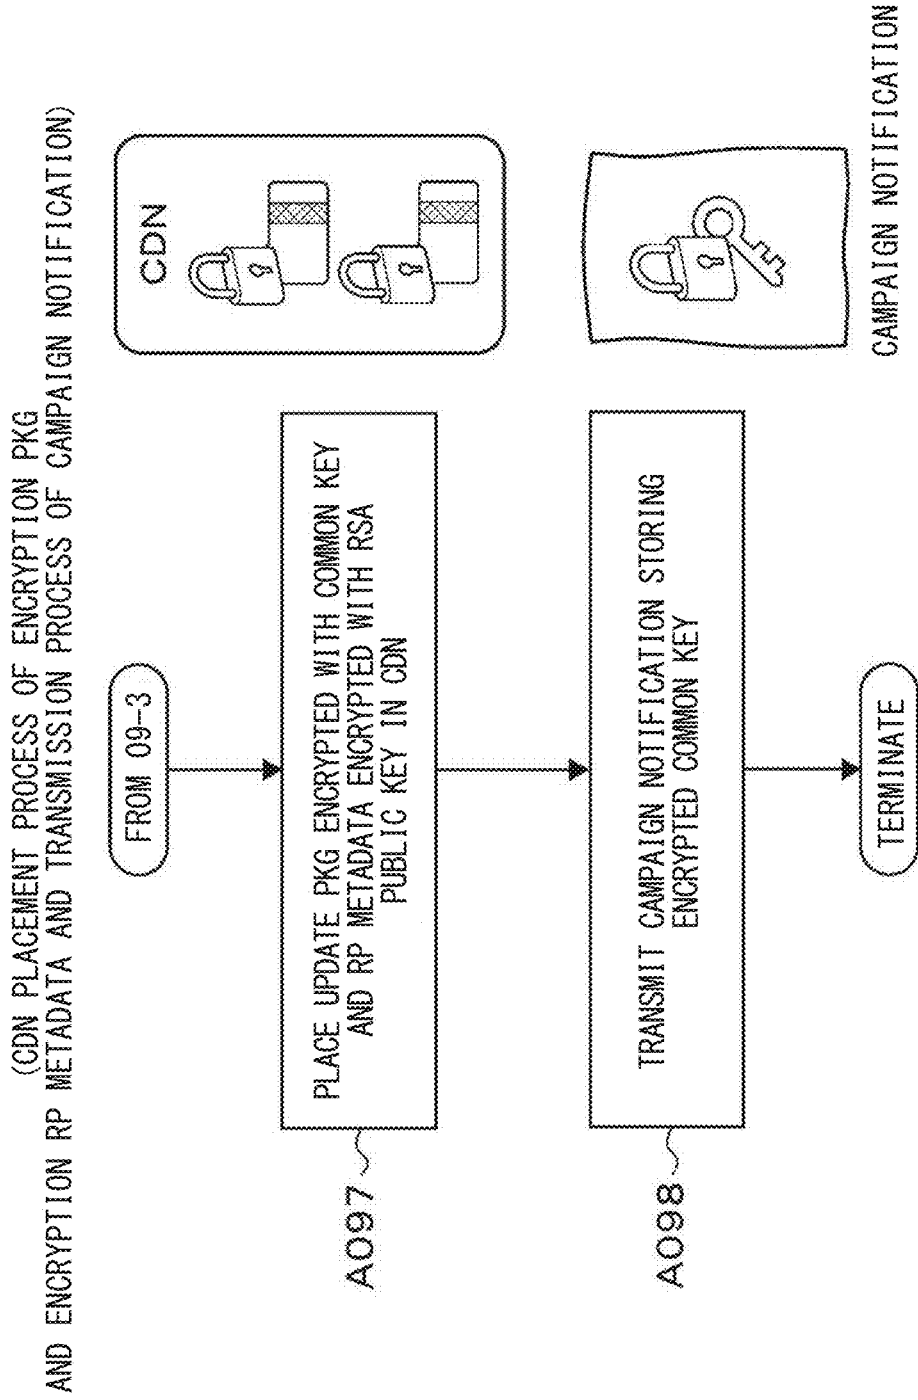 (CDN PLACEMENT PROCESS OF ENCRYPTION PKG
AND ENCRYPTION RP METADATA AND TRANSMISSION PROCESS OF CAMPAIGN NOTIFICATION)
FROM 09-3
A097
PLACE UPDATE PKG ENCRYPTED WITH COMMON KEY
AND RP METADATA ENCRYPTED WITH RSA
PUBLIC KEY IN CDN
CDN
A098
TRANSMIT CAMPAIGN NOTIFICATION STORING
ENCRYPTED COMMON KEY
CAMPAIGN NOTIFICATION
TERMINATE